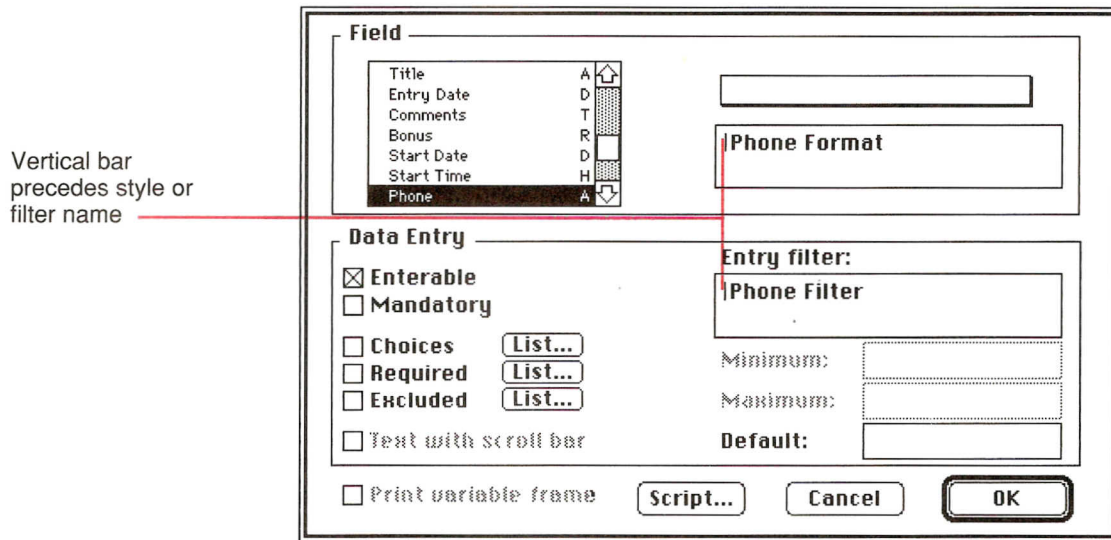 Vertical bar
precedes style or
filter name
Field
Title A
Entry Date D
Comments T
Bonus R
Start Date D
Start Time H
Phone A
|Phone Format
Data Entry
Enterable
Mandatory
Choices List...
Required List...
Excluded List...
Text with scroll bar
Entry filter:
|Phone Filter
Minimum:
Maximum:
Default:
Print variable frame
Script...
Cancel
OK